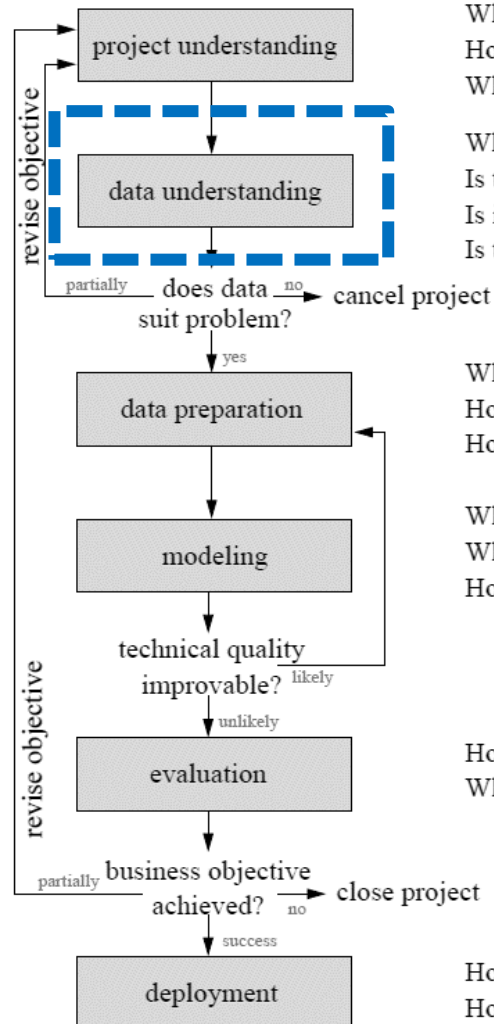 project understanding
revise objective
data understanding
partially
does data
no
cancel project
suit problem?
yes
data preparation
modeling
technical quality
improvable?
likely
unlikely
revise objective
evaluation
business objective
partially
achieved?
no
close project
success
deployment
Ho
Is
Is
Is
Ho
Ho
Ho
Ho
Ho
Ho